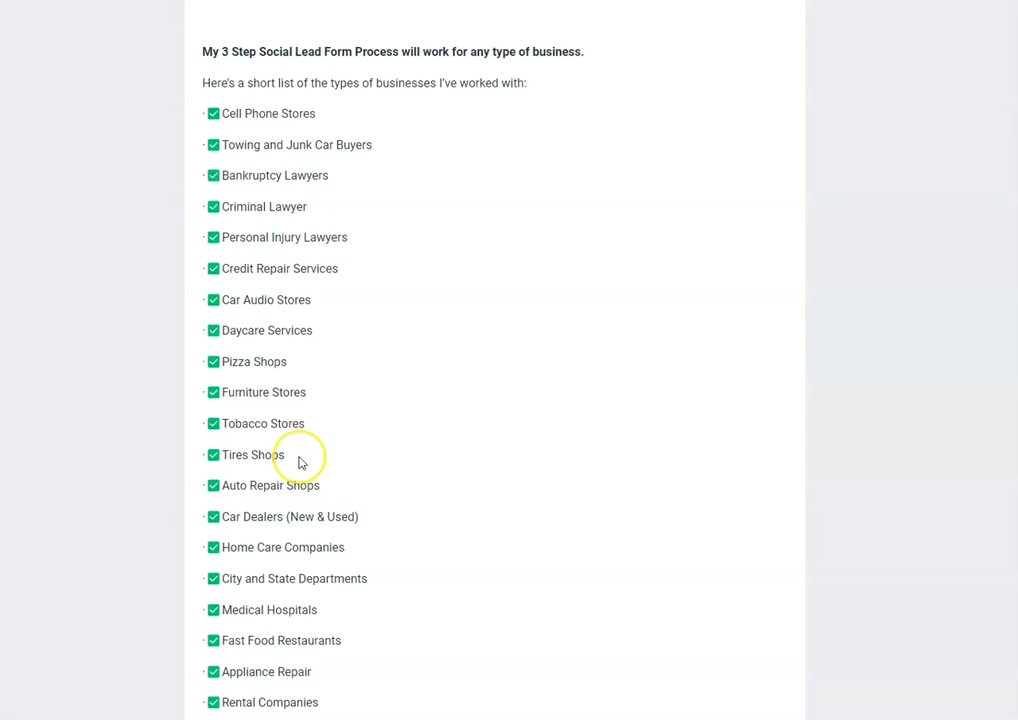 My 3 Step Social Lead Form Process will work for any type of business.
Here's a short list of the types of businesses I've worked with:
· ✅ Cell Phone Stores
· ✅ Towing and Junk Car Buyers
· ✅ Bankruptcy Lawyers
· ✅ Criminal Lawyer
· ✅ Personal Injury Lawyers
· ✅ Credit Repair Services
· ✅ Car Audio Stores
· ✅ Daycare Services
· ✅ Pizza Shops
· ✅ Furniture Stores
· ✅ Tobacco Stores
· ✅ Tires Shops
· ✅ Auto Repair Shops
· ✅ Car Dealers (New & Used)
· ✅ Home Care Companies
· ✅ City and State Departments
· ✅ Medical Hospitals
· ✅ Fast Food Restaurants
· ✅ Appliance Repair
· ✅ Rental Companies